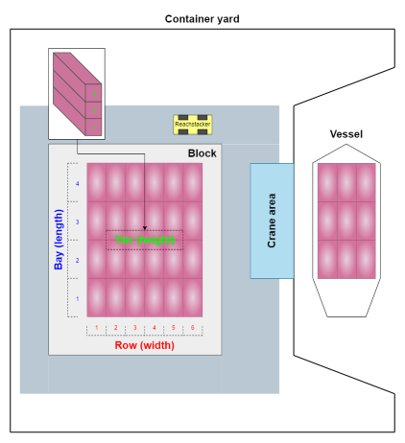 Container yard
Reachstacker
Block
Vessel
Bay (length)
4
3
2
1
Tier (height)
Crane area
1 2 3 4 5 6
Row (width)